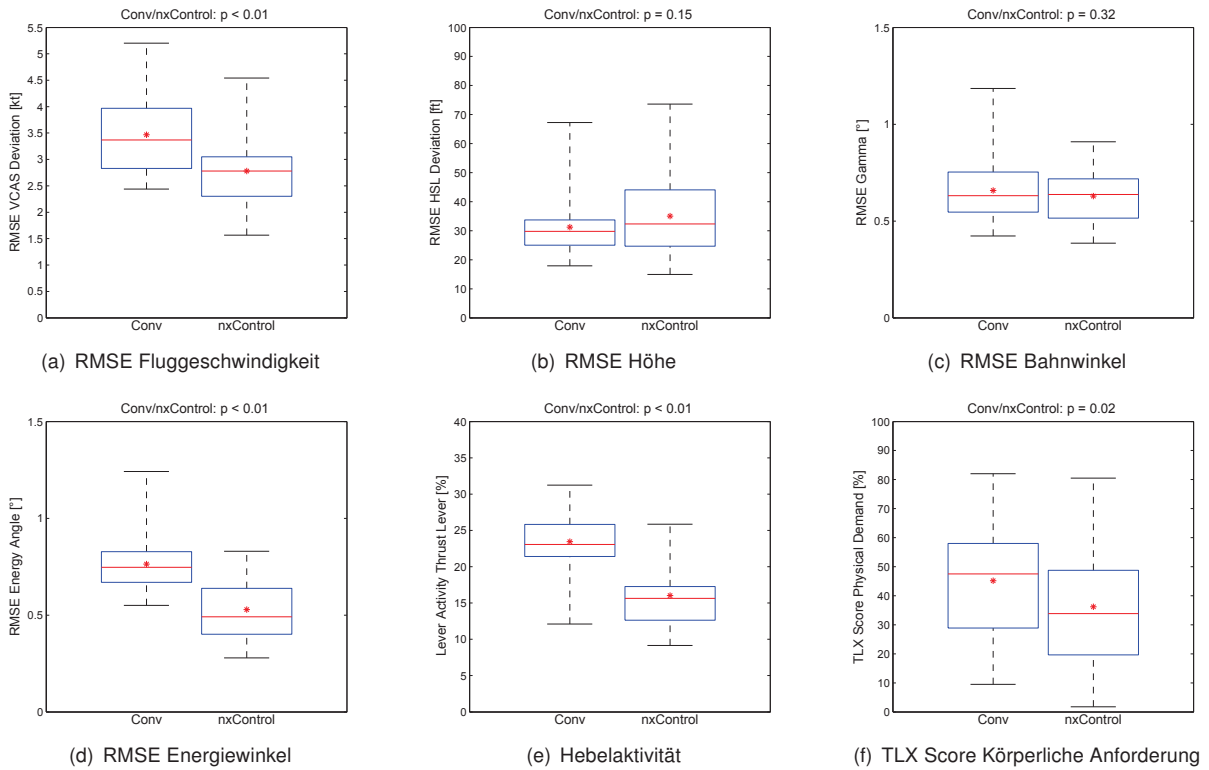 Conv/nxControl: p < 0.01
RMSE VCAS Deviation [kt]
5.5
5
4.5
4
3.5
3
2.5
2
1.5
1
0.5
0
Conv nxControl
(a) RMSE Fluggeschwindigkeit
Conv/nxControl: p = 0.15
RMSE HSL Deviation [ft]
100
90
80
70
60
50
40
30
20
10
0
Conv nxControl
(b) RMSE Höhe
Conv/nxControl: p = 0.32
RMSE Gamma [°]
1.5
1
0.5
0
Conv nxControl
(c) RMSE Bahnwinkel
Conv/nxControl: p < 0.01
RMSE Energy Angle [°]
1.5
1
0.5
0
Conv nxControl
(d) RMSE Energiewinkel
Conv/nxControl: p < 0.01
Lever Activity Thrust Lever [%]
40
35
30
25
20
15
10
5
0
Conv nxControl
(e) Hebelaktivität
Conv/nxControl: p = 0.02
TLX Score Physical Demand [%]
100
90
80
70
60
50
40
30
20
10
0
Conv nxControl
(f) TLX Score Körperliche Anforderung